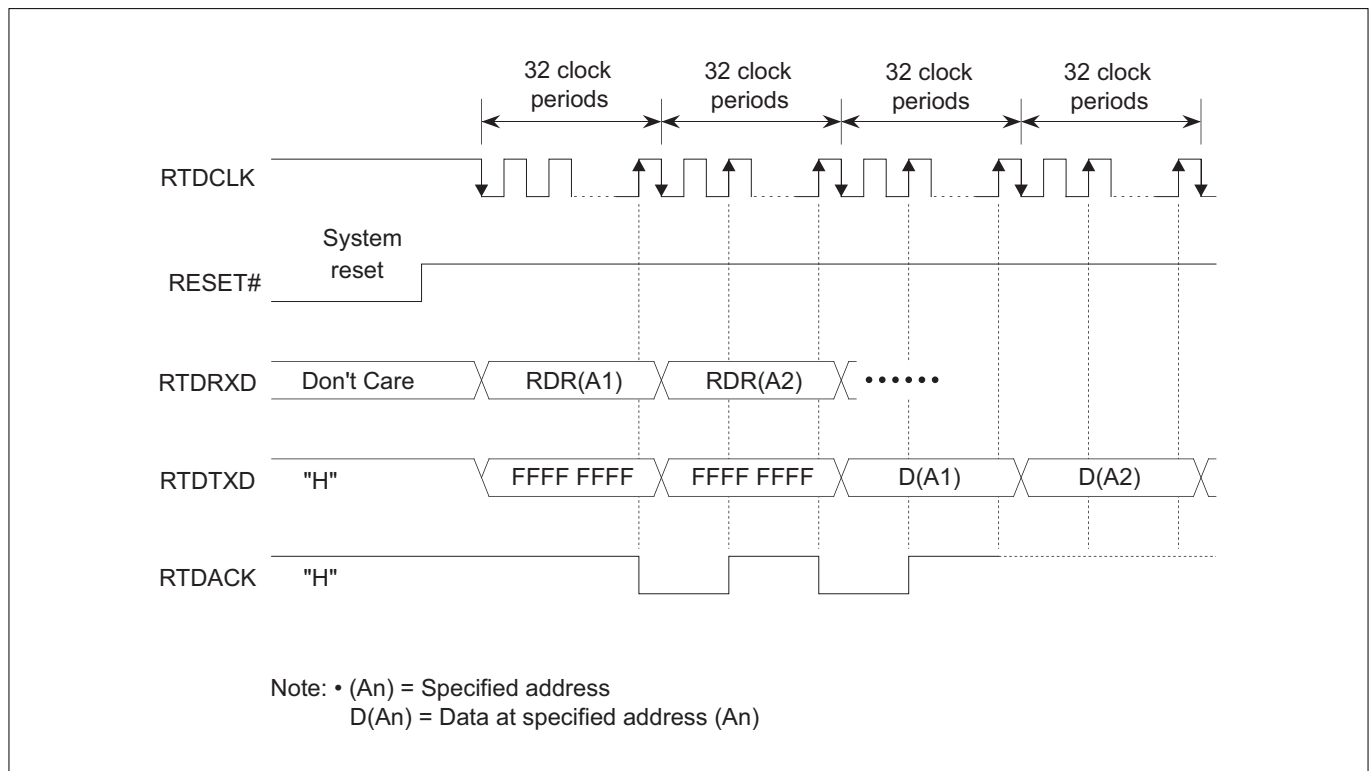 32 clock periods
32 clock periods
32 clock periods
32 clock periods
RTDCLK
System reset
RESET#
RTDRXD Don't Care RDR(A1) RDR(A2) ••••••
RTDTXD "H" FFFF FFFF FFFF FFFF D(A1) D(A2)
RTDACK "H"
Note: • (An) = Specified address
D(An) = Data at specified address (An)